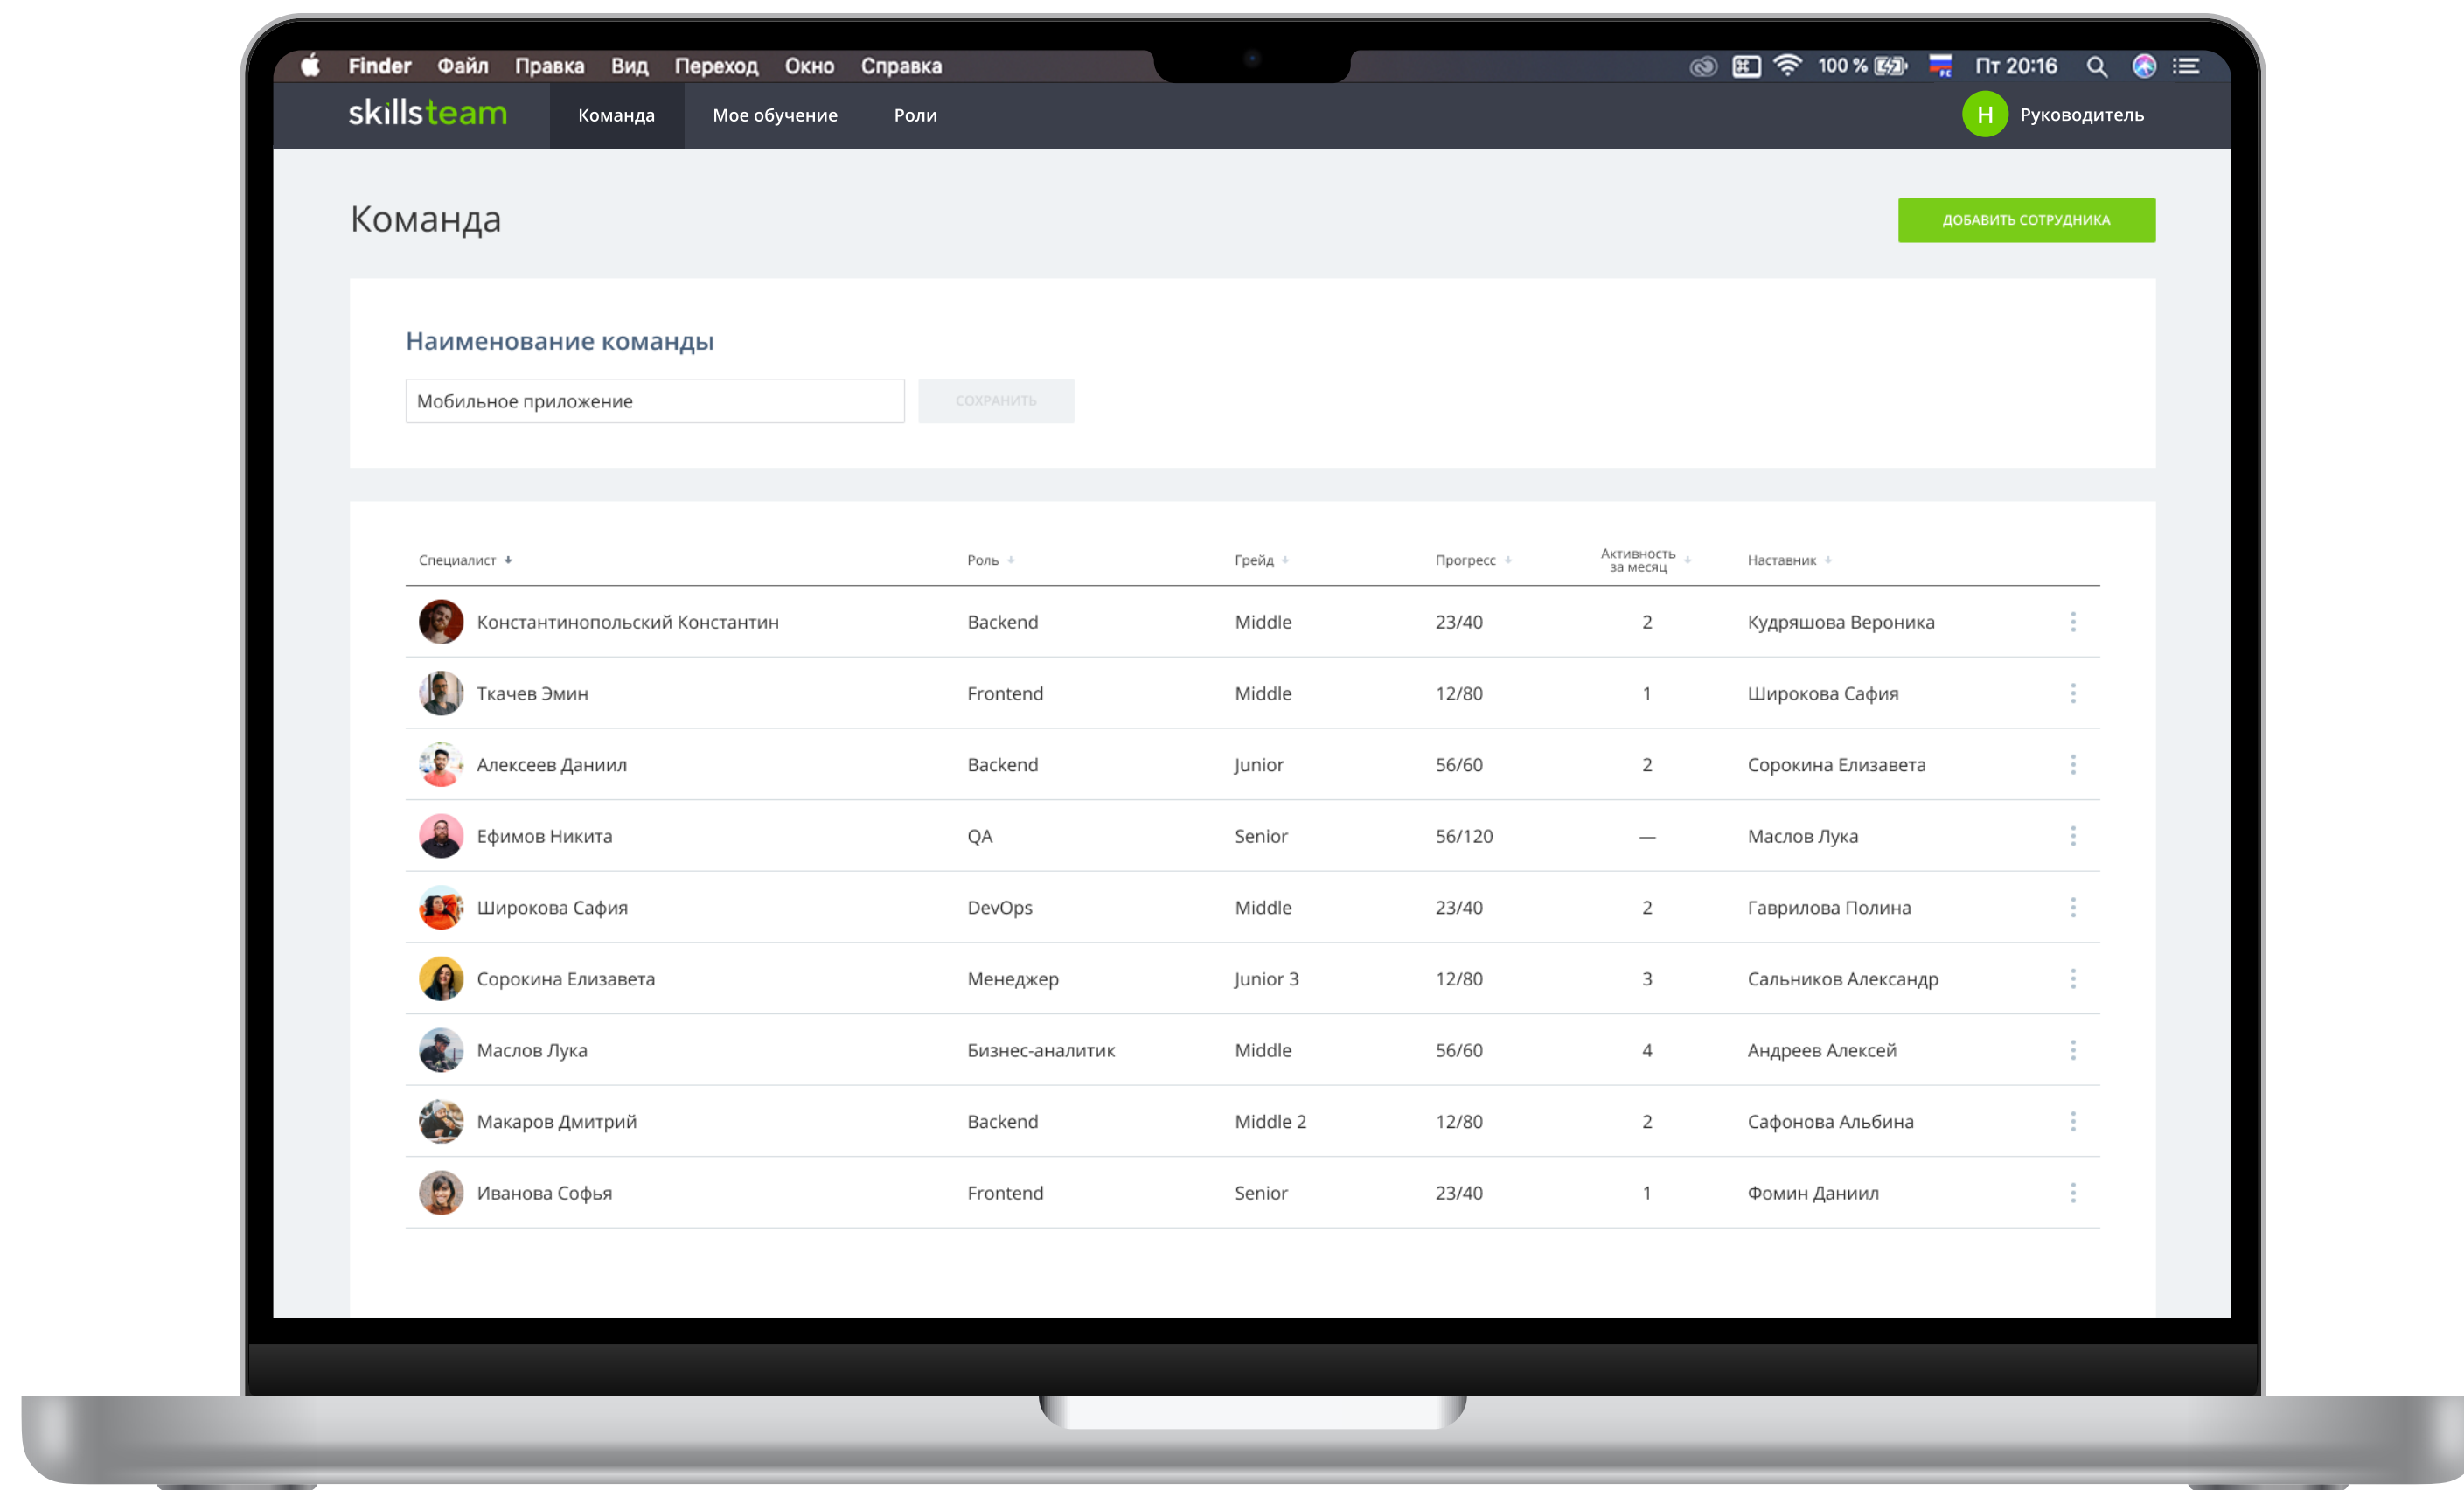 Finder Файл Правка Вид Переход Окно Справка 100 % РС Пт 20:16
skillsteam Команда Мое обучение Роли Н Руководитель
Команда ДОБАВИТЬ СОТРУДНИКА
Наименование команды
Мобильное приложение СОХРАНИТЬ
Специалист Роль Грейд Прогресс Активность за месяц Наставник
Константинопольский Константин Backend Middle 23/40 2 Кудряшова Вероника
Ткачев Эмин Frontend Middle 12/80 1 Широкова Сафия
Алексеев Даниил Backend Junior 56/60 2 Сорокина Елизавета
Ефимов Никита QA Senior 56/120 — Маслов Лука
Широкова Сафия DevOps Middle 23/40 2 Гаврилова Полина
Сорокина Елизавета Менеджер Junior 3 12/80 3 Сальников Александр
Маслов Лука Бизнес-аналитик Middle 56/60 4 Андреев Алексей
Макаров Дмитрий Backend Middle 2 12/80 2 Сафонова Альбина
Иванова Софья Frontend Senior 23/40 1 Фомин Даниил